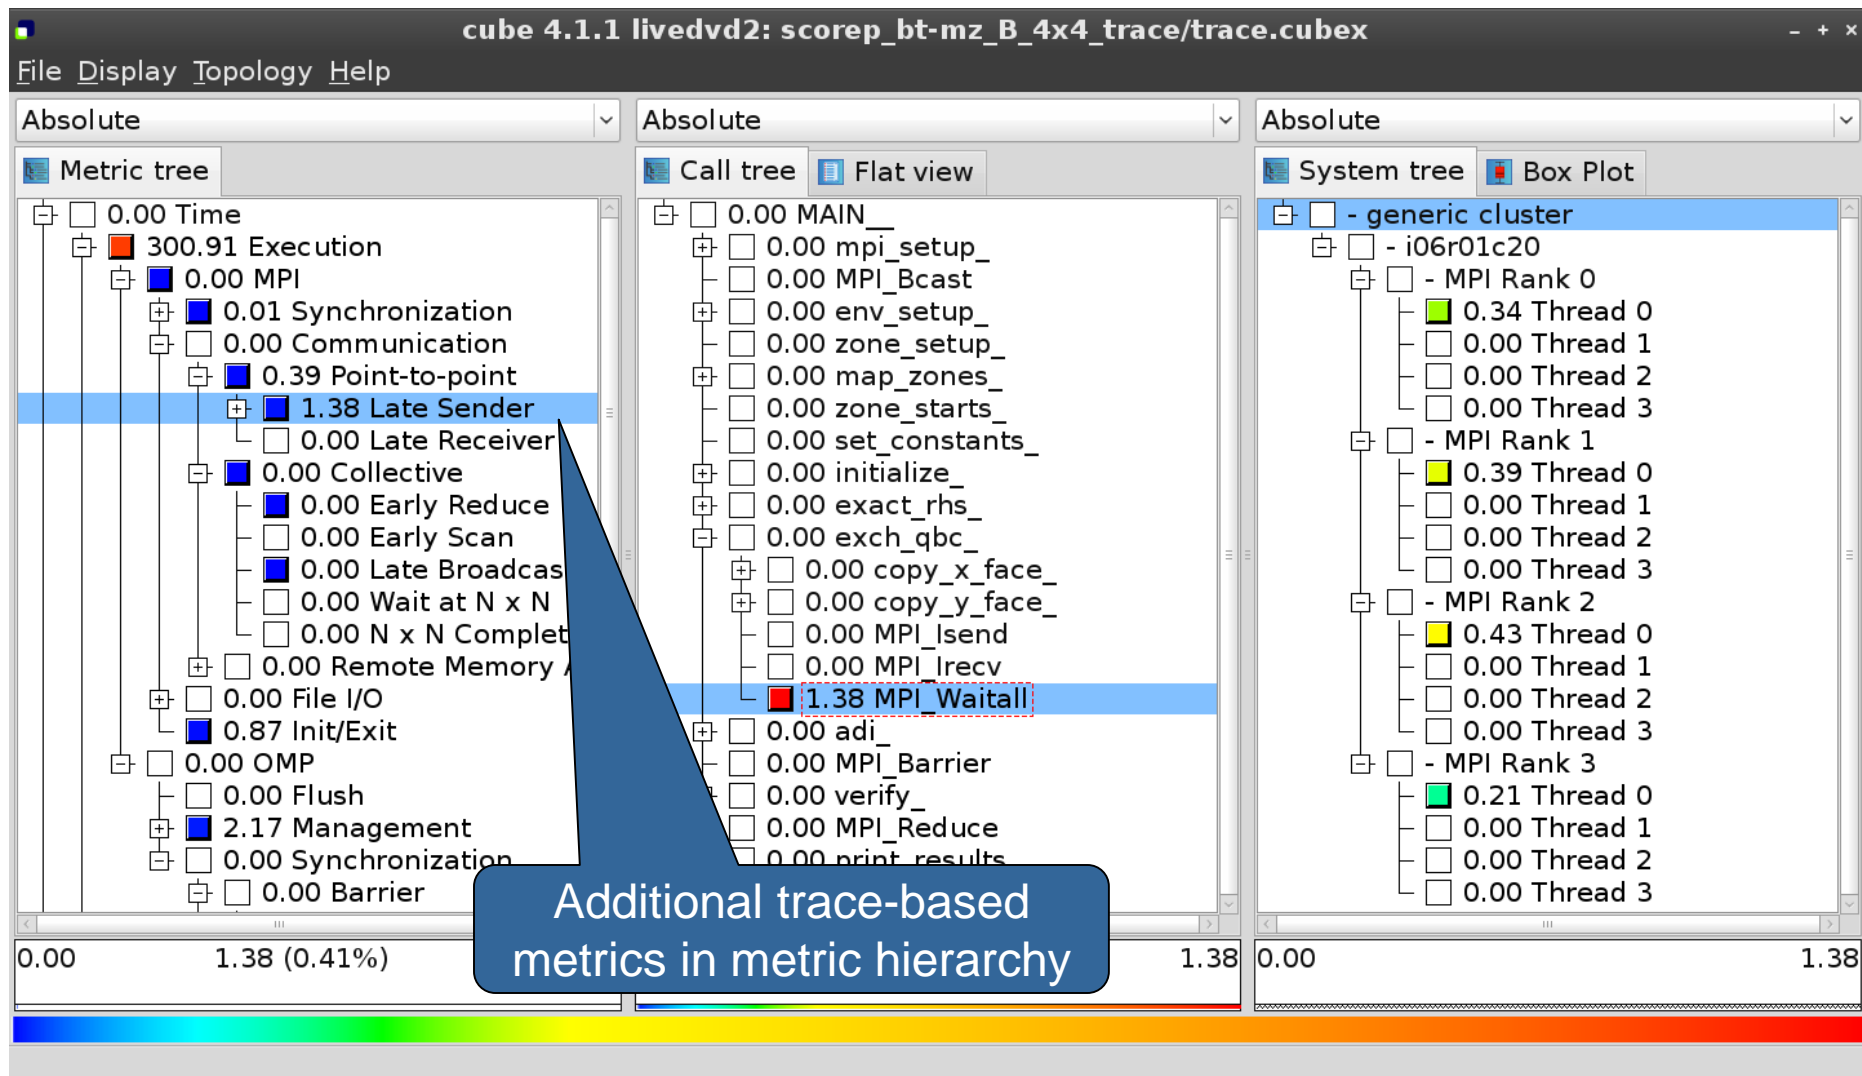 cube 4.1.1 livedvd2: scorep_bt-mz_B_4x4_trace/trace.cubex
File Display Topology Help
Absolute
Metric tree
0.00 Time
300.91 Execution
0.00 MPI
0.01 Synchronization
0.00 Communication
0.39 Point-to-point
1.38 Late Sender
0.00 Late Receiver
0.00 Collective
0.00 Early Reduce
0.00 Early Scan
0.00 Late Broadcas
0.00 Wait at N x N
0.00 N x N Complet
0.00 Remote Memory
0.00 File I/O
0.87 Init/Exit
0.00 OMP
0.00 Flush
2.17 Management
0.00 Synchronization
0.00 Barrier
0.00 1.38 (0.41%)
Absolute
Call tree Flat view
0.00 MAIN__
0.00 mpi_setup_
0.00 MPI_Bcast
0.00 env_setup_
0.00 zone_setup_
0.00 map_zones_
0.00 zone_starts_
0.00 set_constants_
0.00 initialize_
0.00 exact_rhs_
0.00 exch_qbc_
0.00 copy_x_face_
0.00 copy_y_face_
0.00 MPI_Isend
0.00 MPI_Irecv
1.38 MPI_Waitall
0.00 adi_
0.00 MPI_Barrier
0.00 verify_
0.00 MPI_Reduce
0.00 print_results
1.38
Absolute
System tree Box Plot
- generic cluster
- i06r01c20
- MPI Rank 0
0.34 Thread 0
0.00 Thread 1
0.00 Thread 2
0.00 Thread 3
- MPI Rank 1
0.39 Thread 0
0.00 Thread 1
0.00 Thread 2
0.00 Thread 3
- MPI Rank 2
0.43 Thread 0
0.00 Thread 1
0.00 Thread 2
0.00 Thread 3
- MPI Rank 3
0.21 Thread 0
0.00 Thread 1
0.00 Thread 2
0.00 Thread 3
0.00 1.38
Additional trace-based
metrics in metric hierarchy